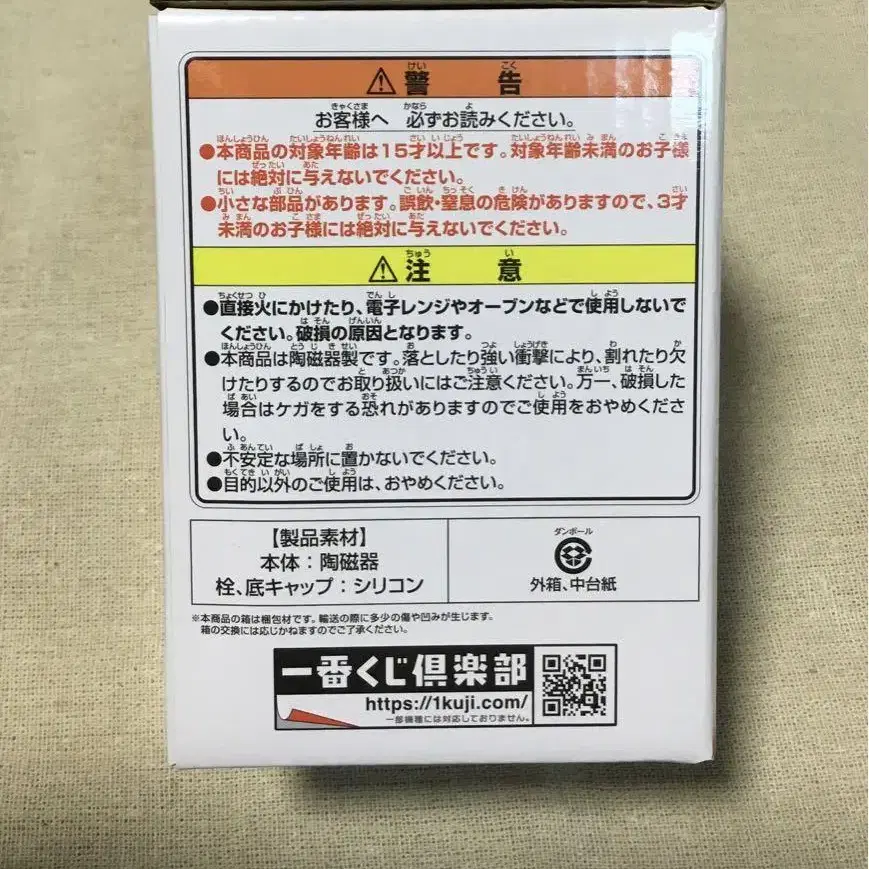 ⚠警告
お客様へ 必ずお読みください。
●本商品の対象年齢は15才以上です。対象年齢未満のお子様
には絶対に与えないでください。
●小さな部品があります。誤飲・窒息の危険がありますので、3才
未満のお子様には絶対に与えないでください。
⚠注意
●直接火にかけたり、電子レンジやオーブンなどで使用しないで
ください。破損の原因となります。
●本商品は陶磁器製です。落としたり強い衝撃により、割れたり欠
けたりするのでお取り扱いにはご注意ください。万一、破損した
場合はケガをする恐れがありますのでご使用をおやめくださ
い。
●不安定な場所に置かないでください。
●目的以外のご使用は、おやめください。
【製品素材】
本体：陶磁器
栓、底キャップ：シリコン
ダンボール
外箱、中台紙
※本商品の箱は梱包材です。輸送の際に多少の傷や凹みが生じます。
箱の交換には応じかねますのでご了承ください。
一番くじ倶楽部
https://1kuji.com/
一部機種には対応しておりません。